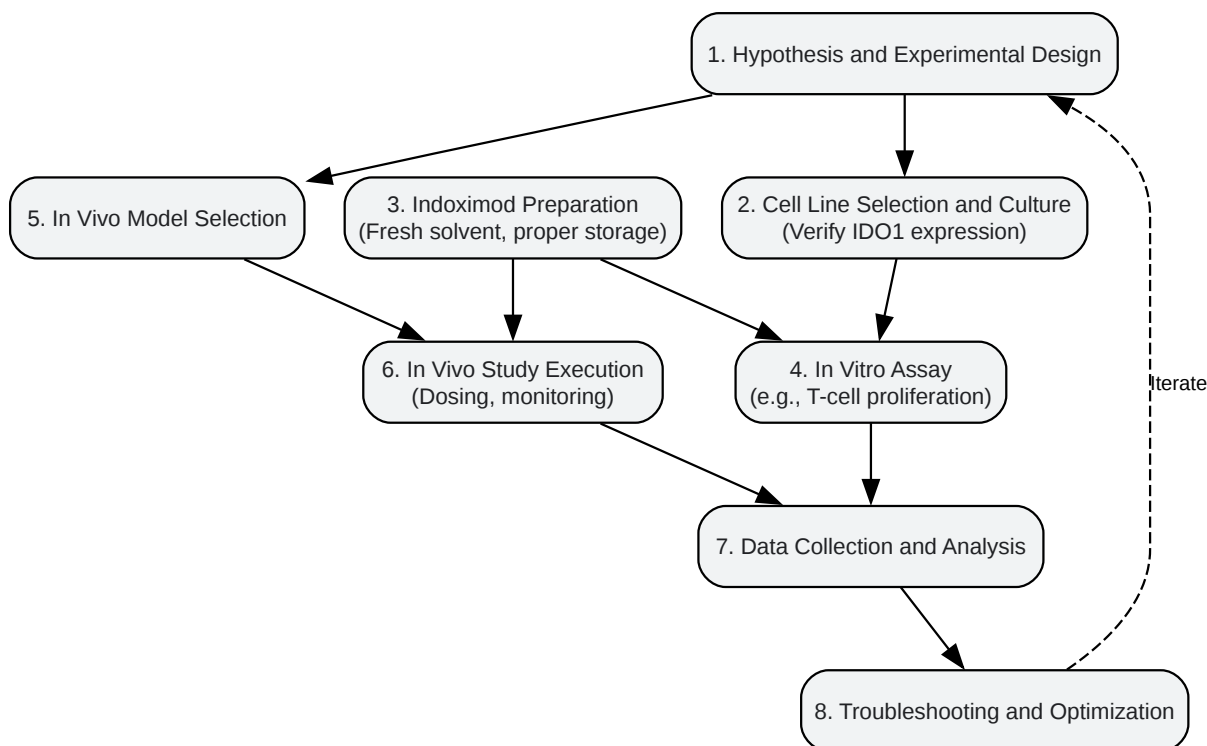 1. Hypothesis and Experimental Design
5. In Vivo Model Selection
3. Indoximod Preparation
(Fresh solvent, proper storage)
2. Cell Line Selection and Culture
(Verify IDO1 expression)
6. In Vivo Study Execution
(Dosing, monitoring)
4. In Vitro Assay
(e.g., T-cell proliferation)
Iterate
7. Data Collection and Analysis
8. Troubleshooting and Optimization